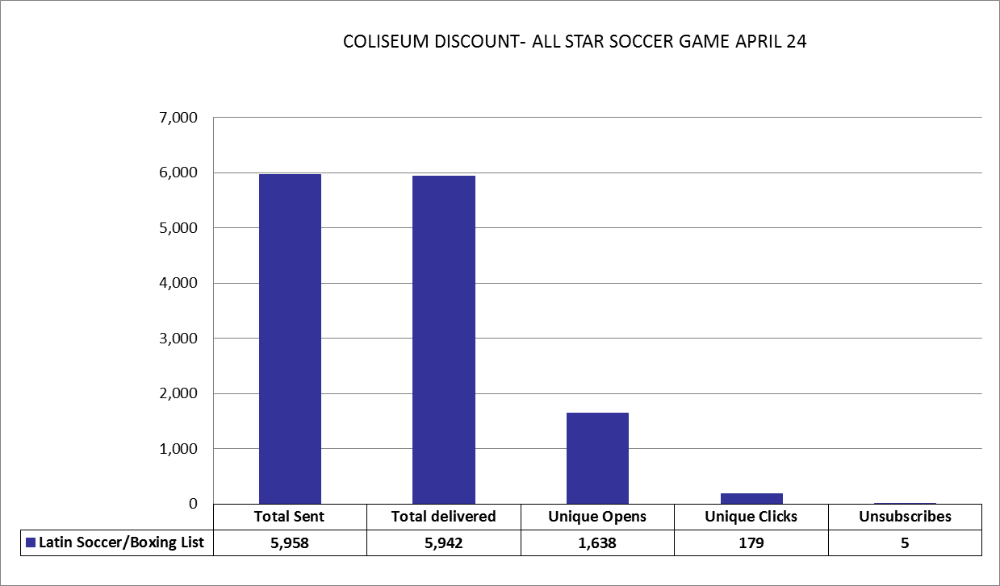 COLISEUM DISCOUNT- ALL STAR SOCCER GAME APRIL 24
7,000
6,000
5,000
4,000
3,000
2,000
1,000
0
Total Sent Total delivered Unique Opens Unique Clicks Unsubscribes
Latin Soccer/Boxing List 5,958 5,942 1,638 179 5